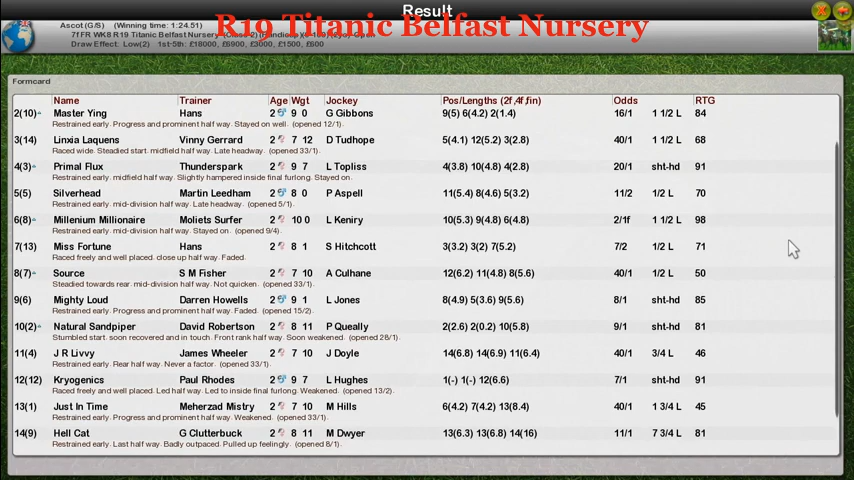 Result
R19 Titanic Belfast Nursery
Ascot (G/S) (Winning time: 1:24.51)
7f FR WK8 R19 Titanic Belfast Nursery
Draw Effect. Low(2) 1st-5th: £18000, £6900, £3000, £1500, £600
Formcard
Name Trainer Age Wgt Jockey Pos/Lengths (2f,4f,fin) Odds RTG
2(10) Master Ying Hans 2 9 0 G Gibbons 9(5) 6(4.2) 2(1.4) 16/1 1 1/2 L 84
Restrained early. Progress and prominent half way. Stayed on well. (opened 12/1).
3(14) Linxia Laquens Vinny Gerrard 2 7 12 D Tudhope 5(4.1) 12(5.2) 3(2.8) 40/1 1 1/2 L 68
Raced wide. Steadied start. midfield half way. Late headway. (opened 33/1).
4(3) Primal Flux Thunderspark 2 9 7 L Topliss 4(3.8) 10(4.8) 4(2.8) 20/1 sht-hd 91
Restrained early. midfield half way. Slightly hampered inside final furlong. Stayed on.
5(5) Silverhead Martin Leedham 2 8 0 P Aspell 11(5.4) 8(4.6) 5(3.2) 11/2 1/2 L 70
Restrained early. mid-division half way. Late headway. (opened 5/1).
6(8) Millenium Millionaire Moliets Surfer 2 10 0 L Keniry 10(5.3) 9(4.8) 6(4.8) 2/1f 1 1/2 L 98
Restrained early. mid-division half way. Stayed on. (opened 9/4).
7(13) Miss Fortune Hans 2 8 1 S Hitchcott 3(3.2) 3(2) 7(5.2) 7/2 1/2 L 71
Raced freely and well placed. close up half way. Faded.
8(7) Source S M Fisher 2 7 10 A Culhane 12(6.2) 11(4.8) 8(5.6) 40/1 1/2 L 50
Steadied towards rear. mid-division half way. Not quicken. (opened 33/1).
9(6) Mighty Loud Darren Howells 2 9 1 L Jones 8(4.9) 5(3.6) 9(5.6) 8/1 sht-hd 85
Restrained early. Progress and prominent half way. Faded. (opened 15/2).
10(2) Natural Sandpiper David Robertson 2 8 11 P Queally 2(2.6) 2(0.2) 10(5.8) 9/1 sht-hd 81
Stumbled start. soon recovered and in touch. Front rank half way. Soon weakened. (opened 28/1).
11(4) J R Livvy James Wheeler 2 7 10 J Doyle 14(6.8) 14(6.9) 11(6.4) 40/1 3/4 L 46
Restrained early. Rear half way. Never a factor. (opened 33/1).
12(12) Kryogenics Paul Rhodes 2 9 7 L Hughes 1(-) 1(-) 12(6.6) 7/1 sht-hd 91
Raced freely and well placed. Led half way. Led to inside final furlong. Weakened. (opened 13/2).
13(1) Just In Time Meherzad Mistry 2 7 10 M Hills 6(4.2) 7(4.2) 13(8.4) 40/1 1 3/4 L 45
Restrained early. Progress and prominent half way. Weakened. (opened 33/1).
14(9) Hell Cat G Clutterbuck 2 8 11 M Dwyer 13(6.3) 13(6.8) 14(16) 11/1 7 3/4 L 81
Restrained early. Last half way. Badly outpaced. Pulled up feelingly. (opened 8/1).